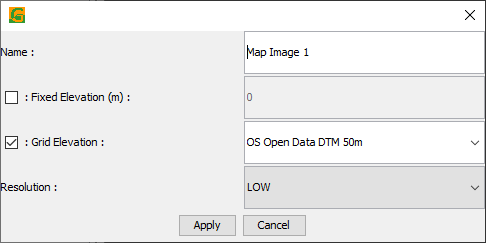 Name :
Map Image 1
: Fixed Elevation (m) :
0
: Grid Elevation :
OS Open Data DTM 50m
Resolution :
LOW
Apply
Cancel